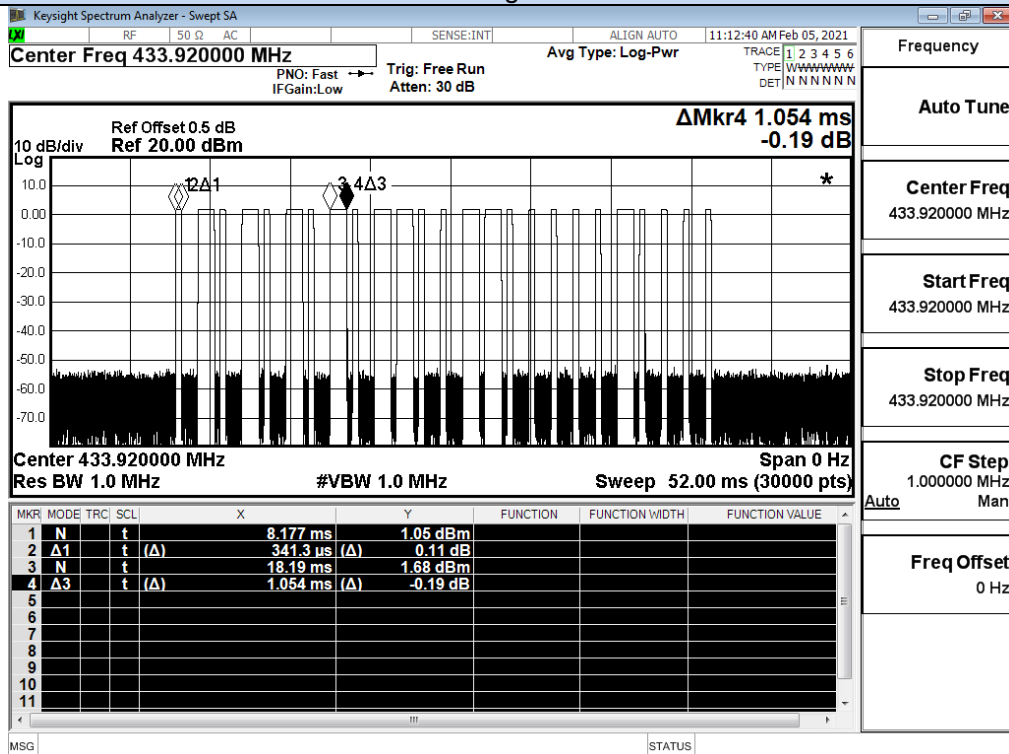 Keysight Spectrum Analyzer - Swept SA
LXI RF 50 Ω AC SENSE:INT ALIGN AUTO 11:12:40 AM Feb 05, 2021
Center Freq 433.920000 MHz
PNO: Fast
IFGain:Low
Trig: Free Run
Atten: 30 dB
Avg Type: Log-Pwr
TRACE 1 2 3 4 5 6
TYPE WWWWWW
DET N N N N N N
Ref Offset 0.5 dB
Ref 20.00 dBm
10 dB/div
Log
ΔMkr4 1.054 ms
-0.19 dB
10.0
0.00
-10.0
-20.0
-30.0
-40.0
-50.0
-60.0
-70.0
1 2Δ1
3 4Δ3
*
Center 433.920000 MHz
Span 0 Hz
Res BW 1.0 MHz
#VBW 1.0 MHz
Sweep 52.00 ms (30000 pts)
MKR MODE TRC SCL X Y FUNCTION FUNCTION WIDTH FUNCTION VALUE
1 N t 8.177 ms 1.05 dBm
2 Δ1 t (Δ) 341.3 µs (Δ) 0.11 dB
3 N t 18.19 ms 1.68 dBm
4 Δ3 t (Δ) 1.054 ms (Δ) -0.19 dB
5
6
7
8
9
10
11
MSG
STATUS
Frequency
Auto Tune
Center Freq
433.920000 MHz
Start Freq
433.920000 MHz
Stop Freq
433.920000 MHz
CF Step
1.000000 MHz
Auto Man
Freq Offset
0 Hz